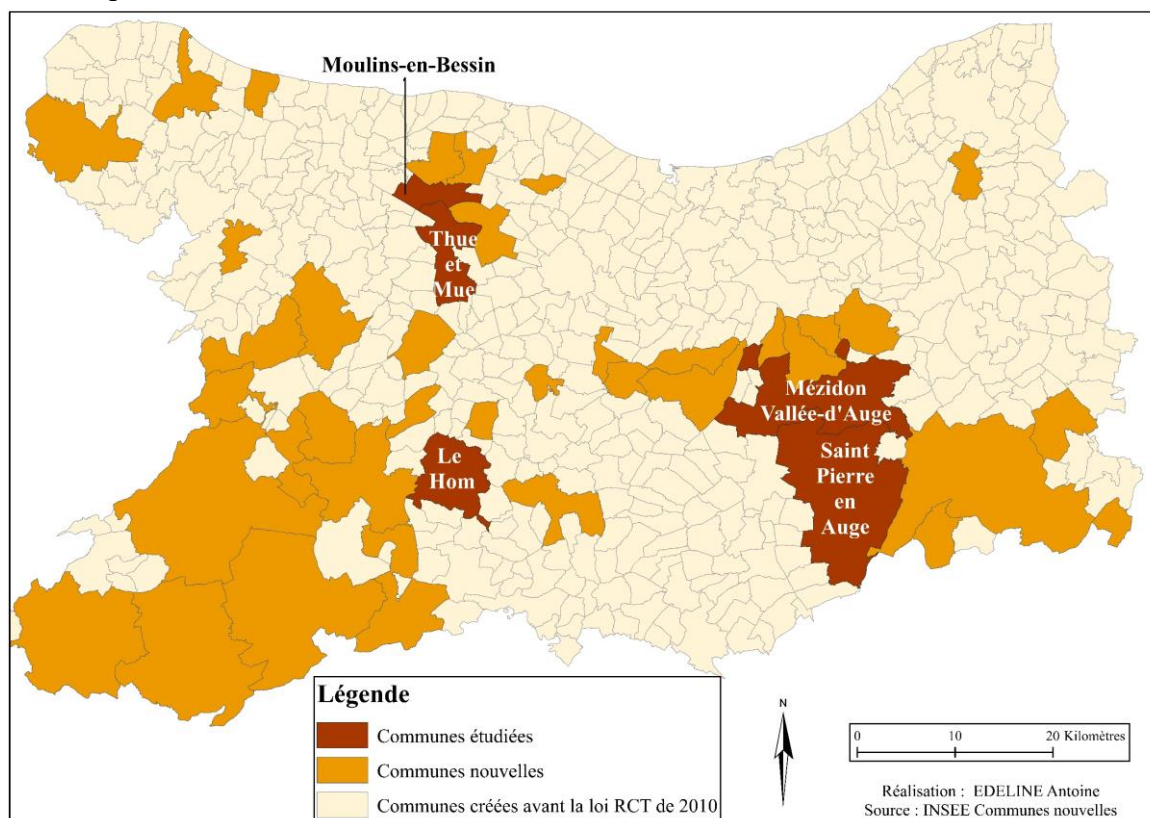 Moulins-en-Bessin
Thue
et
Mue
Mézidon
Vallée-d'Auge
Le
Hom
Saint
Pierre
en
Auge
Légende
Communes étudiées
Communes nouvelles
Communes créées avant la loi RCT de 2010
N
0 10 20 Kilomètres
Réalisation : EDELINE Antoine
Source : INSEE Communes nouvelles